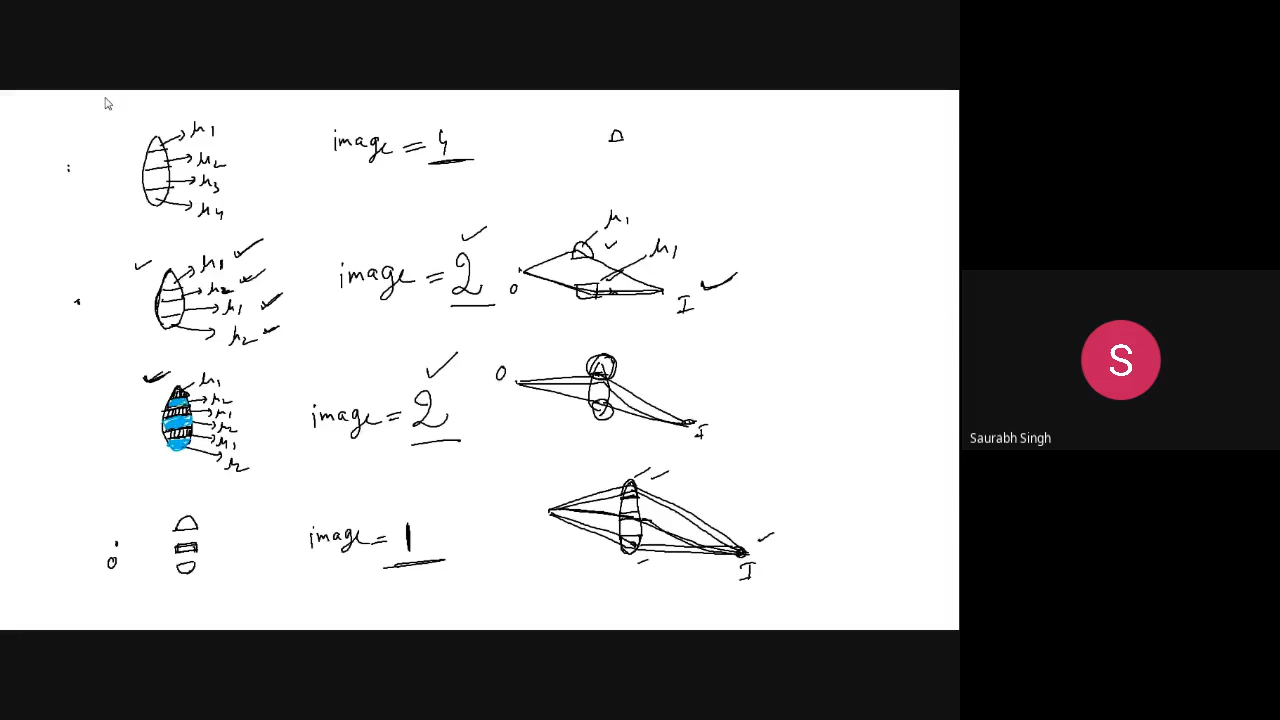 μ1
μ2
μ3
μ4
image = 4
μ1
μ2
μ1
μ2
image = 2
μ1
μ1
O
I
μ1
μ2
μ1
μ2
μ1
μ2
image = 2
O
I
O
image = 1
I
S
Saurabh Singh